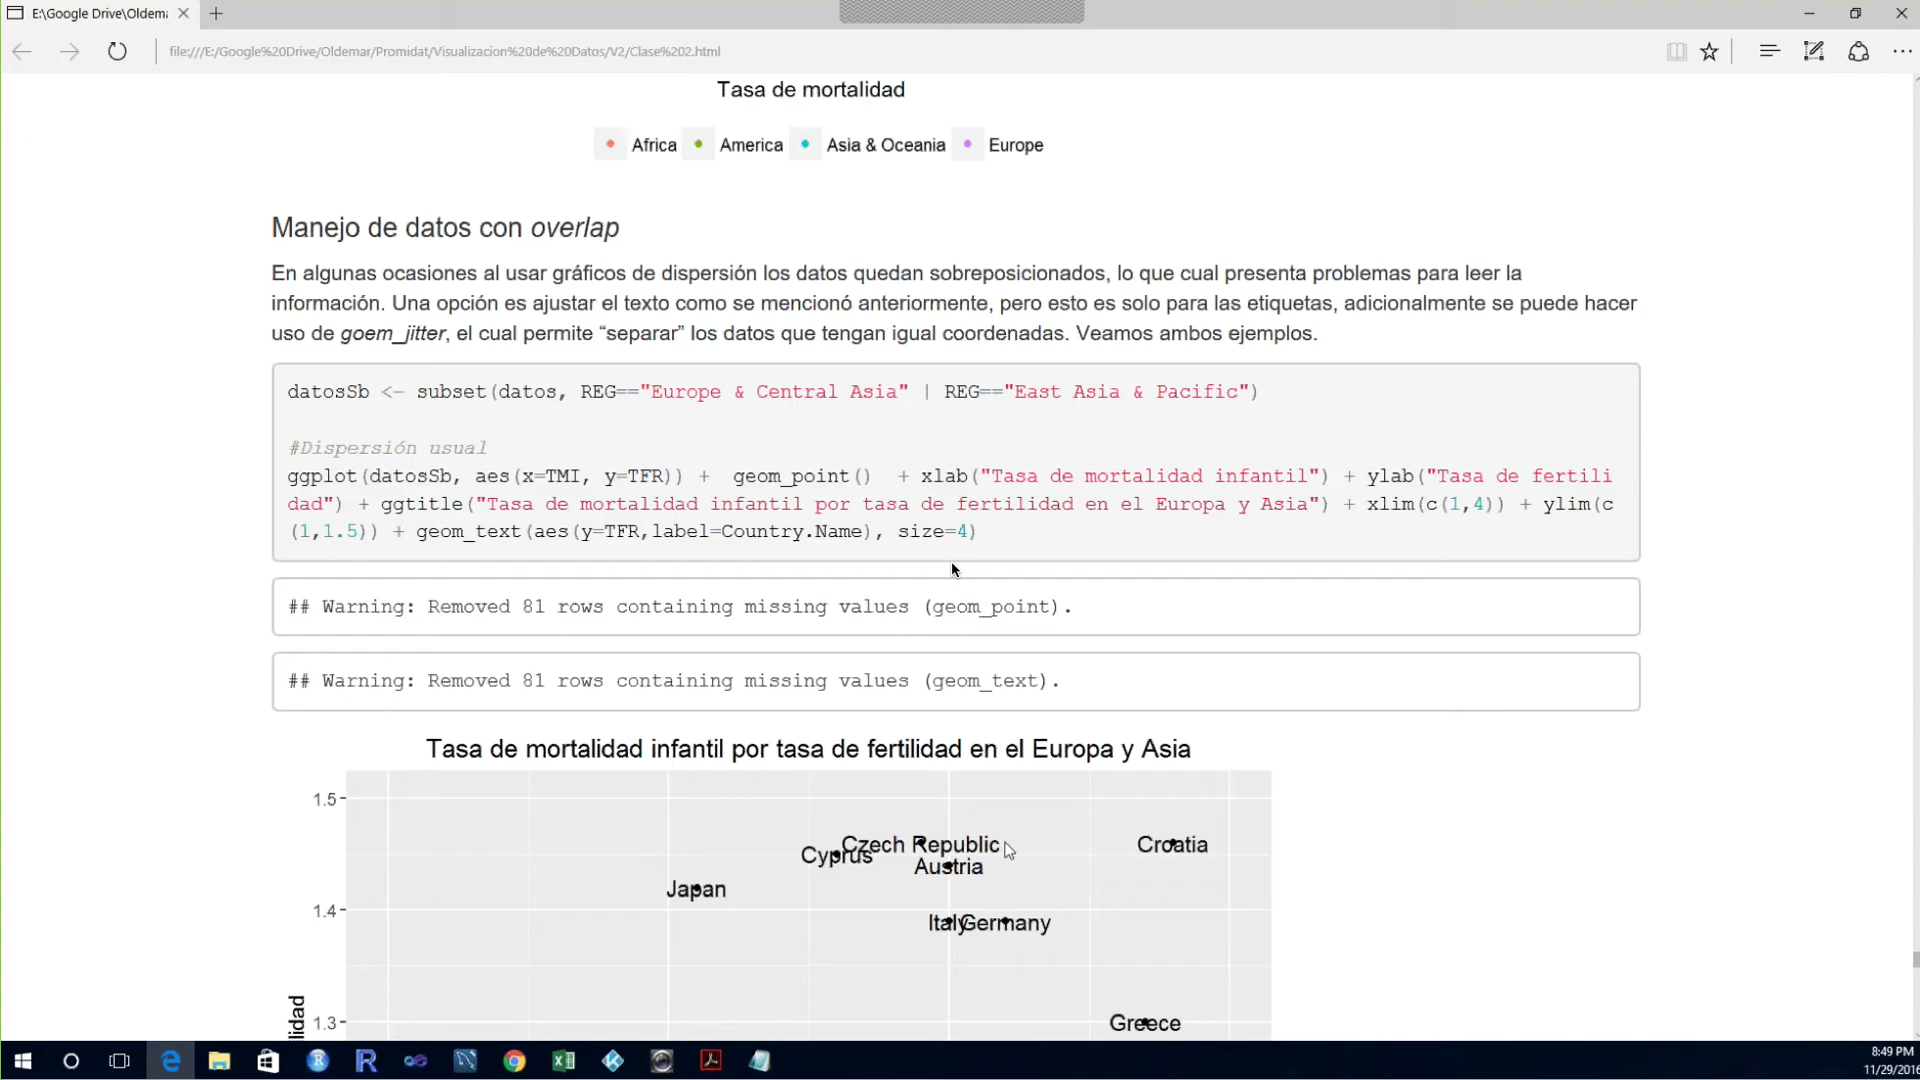 E:\Google Drive\Oldema
file:///E:/Google%20Drive/Oldemar/Promidat/Visualizacion%20de%20Datos/V2/Clase%202.html
Tasa de mortalidad
Africa America Asia & Oceania Europe
Manejo de datos con overlap
En algunas ocasiones al usar gráficos de dispersión los datos quedan sobreposicionados, lo que cual presenta problemas para leer la
información. Una opción es ajustar el texto como se mencionó anteriormente, pero esto es solo para las etiquetas, adicionalmente se puede hacer
uso de goem_jitter, el cual permite “separar” los datos que tengan igual coordenadas. Veamos ambos ejemplos.
datosSb <- subset(datos, REG=="Europe & Central Asia" | REG=="East Asia & Pacific")
#Dispersión usual
ggplot(datosSb, aes(x=TMI, y=TFR)) +  geom_point()  + xlab("Tasa de mortalidad infantil") + ylab("Tasa de fertili
dad") + ggtitle("Tasa de mortalidad infantil por tasa de fertilidad en el Europa y Asia") + xlim(c(1,4)) + ylim(c
(1,1.5)) + geom_text(aes(y=TFR,label=Country.Name), size=4)
## Warning: Removed 81 rows containing missing values (geom_point).
## Warning: Removed 81 rows containing missing values (geom_text).
Tasa de mortalidad infantil por tasa de fertilidad en el Europa y Asia
1.5
Czech Republic
Croatia
Cyprus
Austria
Japan
1.4
Italy
Germany
1.3
Greece
lidad
8:49 PM
11/29/2016